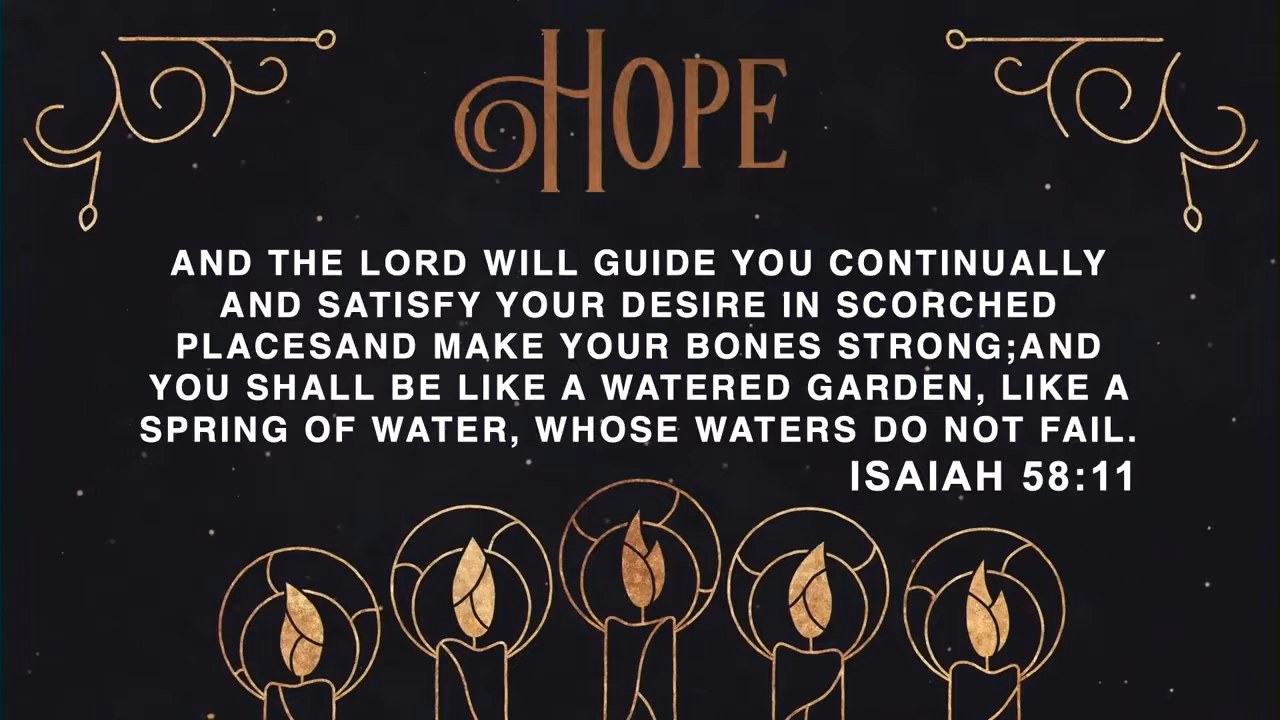 HOPE
AND THE LORD WILL GUIDE YOU CONTINUALLY
AND SATISFY YOUR DESIRE IN SCORCHED
PLACESAND MAKE YOUR BONES STRONG;AND
YOU SHALL BE LIKE A WATERED GARDEN, LIKE A
SPRING OF WATER, WHOSE WATERS DO NOT FAIL.
ISAIAH 58:11